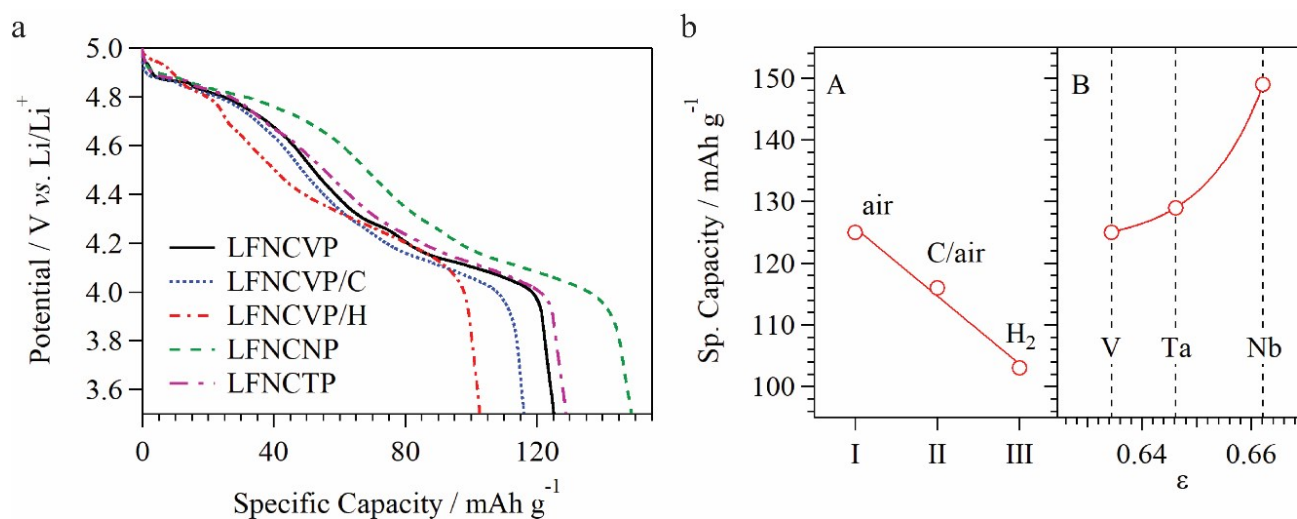 a
5.0
4.8
4.6
4.4
4.2
4.0
3.8
3.6
Potential / V vs. Li/Li⁺
LFNCVP
LFNCVP/C
LFNCVP/H
LFNCNP
LFNCTP
0 40 80 120
Specific Capacity / mAh g⁻¹
b
150
140
130
120
110
100
Sp. Capacity / mAh g⁻¹
A
air
C/air
H₂
I II III
B
V Ta Nb
0.64 0.66
ε